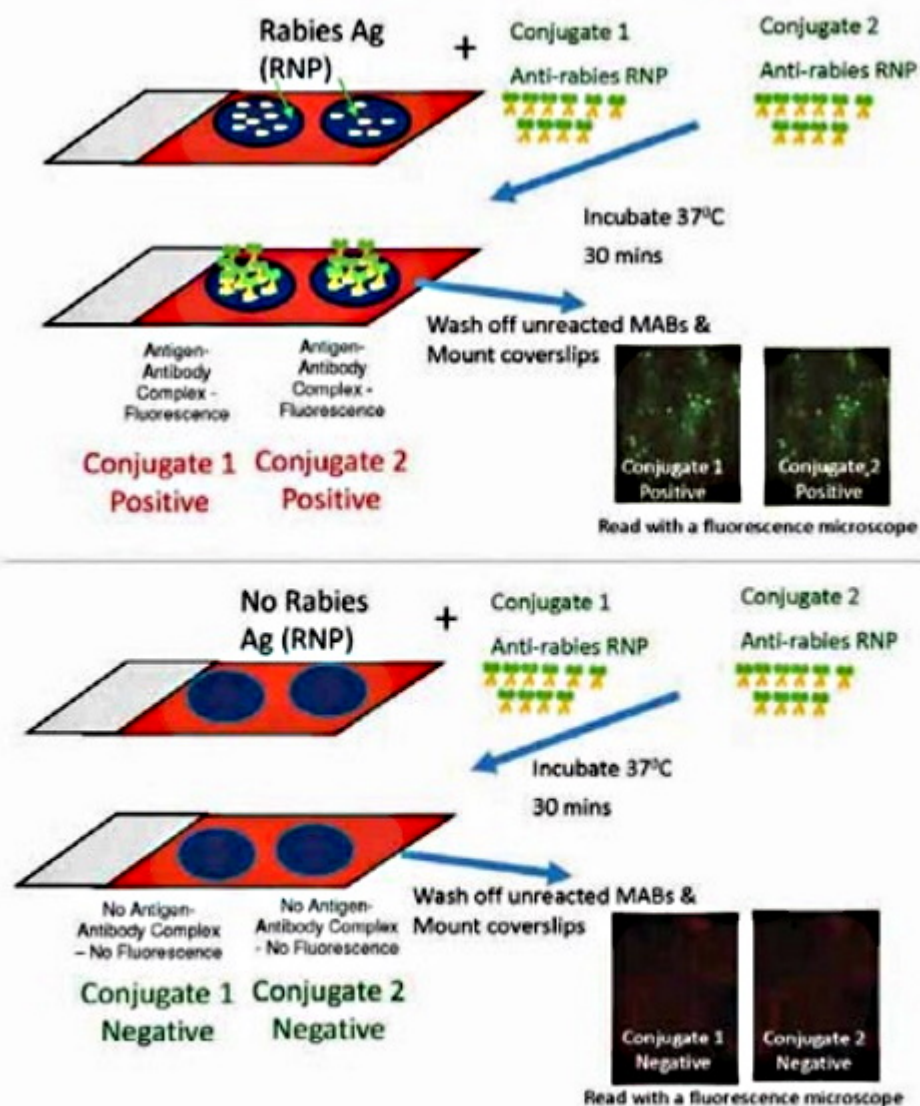 Rabies Ag
(RNP)
+
Conjugate 1
Anti-rabies RNP
Conjugate 2
Anti-rabies RNP
Incubate 37⁰C
30 mins
Wash off unreacted MABs &
Mount coverslips
Antigen-
Antibody
Complex -
Fluorescence
Antigen-
Antibody
Complex -
Fluorescence
Conjugate 1
Positive
Conjugate 2
Positive
Conjugate 1
Positive
Conjugate 2
Positive
Read with a fluorescence microscope
No Rabies
Ag (RNP)
+
Conjugate 1
Anti-rabies RNP
Conjugate 2
Anti-rabies RNP
Incubate 37⁰C
30 mins
Wash off unreacted MABs &
Mount coverslips
No Antigen-
Antibody Complex
– No Fluorescence
No Antigen-
Antibody Complex
- No Fluorescence
Conjugate 1
Negative
Conjugate 2
Negative
Conjugate 1
Negative
Conjugate 2
Negative
Read with a fluorescence microscope